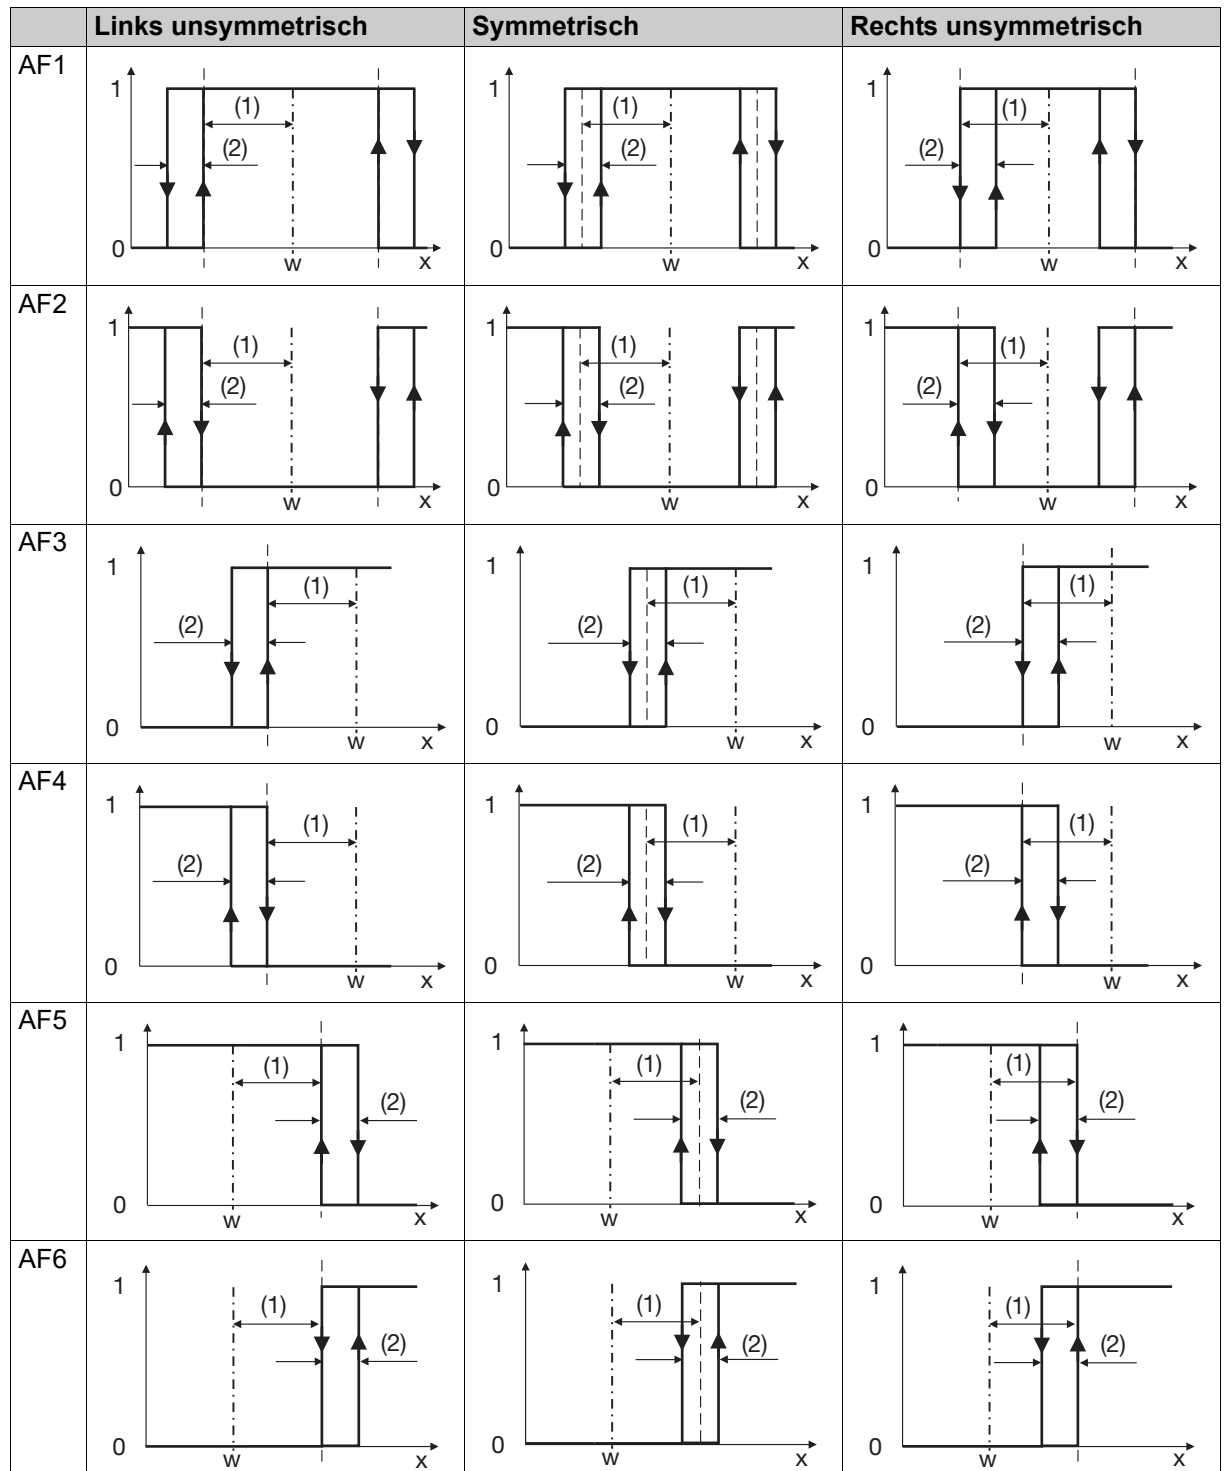 Links unsymmetrisch Symmetrisch Rechts unsymmetrisch
AF1
1 (1) (2) 0 w x
1 (1) (2) 0 w x
1 (1) (2) 0 w x
AF2
1 (1) (2) 0 w x
1 (1) (2) 0 w x
1 (1) (2) 0 w x
AF3
1 (1) (2) 0 w x
1 (1) (2) 0 w x
1 (1) (2) 0 w x
AF4
1 (1) (2) 0 w x
1 (1) (2) 0 w x
1 (1) (2) 0 w x
AF5
1 (1) (2) 0 w x
1 (1) (2) 0 w x
1 (1) (2) 0 w x
AF6
1 (1) (2) 0 w x
1 (1) (2) 0 w x
1 (1) (2) 0 w x